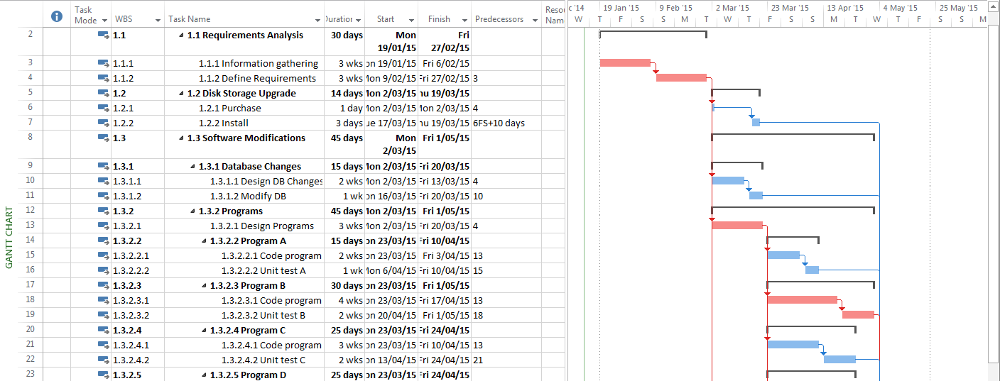 Task Mode WBS Task Name Duratior Start Finish Predecessors Resou Name
c '14 19 Jan '15 9 Feb '15 2 Mar '15 23 Mar '15 13 Apr '15 4 May '15 25 May '15
W T F S W T M T F S W T M T F S M
2 1.1 1.1 Requirements Analysis 30 days Mon 19/01/15 Fri 27/02/15
3 1.1.1 1.1.1 Information gathering 3 wks on 19/01/15 Fri 6/02/15
4 1.1.2 1.1.2 Define Requirements 3 wks Mon 9/02/15 Fri 27/02/15 3
5 1.2 1.2 Disk Storage Upgrade 14 days Mon 2/03/15 hu 19/03/15
6 1.2.1 1.2.1 Purchase 1 day Mon 2/03/15 Mon 2/03/15 4
7 1.2.2 1.2.2 Install 3 days ue 17/03/15 hu 19/03/15 6FS+10 days
8 1.3 1.3 Software Modifications 45 days Mon 2/03/15 Fri 1/05/15
9 1.3.1 1.3.1 Database Changes 15 days Mon 2/03/15 Fri 20/03/15
10 1.3.1.1 1.3.1.1 Design DB Changes 2 wks Mon 2/03/15 Fri 13/03/15 4
11 1.3.1.2 1.3.1.2 Modify DB 1 wk on 16/03/15 Fri 20/03/15 10
12 1.3.2 1.3.2 Programs 45 days Mon 2/03/15 Fri 1/05/15
13 1.3.2.1 1.3.2.1 Design Programs 3 wks Mon 2/03/15 Fri 20/03/15 4
14 1.3.2.2 1.3.2.2 Program A 15 days on 23/03/15 Fri 10/04/15
15 1.3.2.2.1 1.3.2.2.1 Code program 2 wks on 23/03/15 Fri 3/04/15 13
16 1.3.2.2.2 1.3.2.2.2 Unit test A 1 wk Mon 6/04/15 Fri 10/04/15 15
17 1.3.2.3 1.3.2.3 Program B 30 days on 23/03/15 Fri 1/05/15
18 1.3.2.3.1 1.3.2.3.1 Code program 4 wks on 23/03/15 Fri 17/04/15 13
19 1.3.2.3.2 1.3.2.3.2 Unit test B 2 wks on 20/04/15 Fri 1/05/15 18
20 1.3.2.4 1.3.2.4 Program C 25 days on 23/03/15 Fri 24/04/15
21 1.3.2.4.1 1.3.2.4.1 Code program 3 wks on 23/03/15 Fri 10/04/15 13
22 1.3.2.4.2 1.3.2.4.2 Unit test C 2 wks on 13/04/15 Fri 24/04/15 21
23 1.3.2.5 1.3.2.5 Program D 25 days on 23/03/15 Fri 24/04/15
GANTT CHART